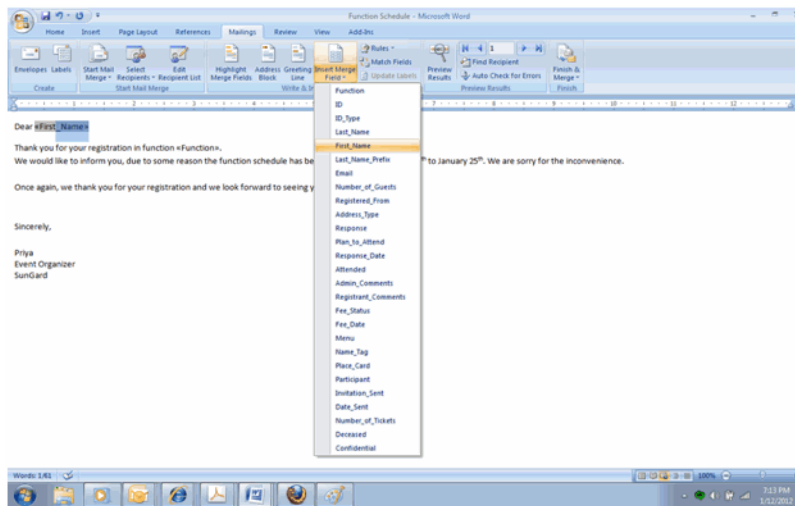 Function Schedule - Microsoft Word
Home Insert Page Layout References Mailings Review View Add-Ins
Envelopes Labels
Start Mail Merge Select Recipients Edit Recipient List
Highlight Merge Fields Address Block Greeting Line Insert Merge Field
Rules
Match Fields
Update Labels
Preview Results
1
Find Recipient
Auto Check for Errors
Finish & Merge
Create Start Mail Merge Write & In Preview Results Finish
Dear «First_Name»
Thank you for your registration in function «Function».
We would like to inform you, due to some reason the function schedule has be th to January 25th. We are sorry for the inconvenience.
Once again, we thank you for your registration and we look forward to seeing y
Sincerely,
Priya
Event Organizer
SunGard
Function
ID
ID_Type
Last_Name
First_Name
Last_Name_Prefix
Email
Number_of_Guests
Registered_From
Address_Type
Response
Plan_to_Attend
Response_Date
Attended
Admin_Comments
Registrant_Comments
Fee_Status
Fee_Date
Menu
Name_Tag
Place_Card
Participant
Invitation_Sent
Date_Sent
Number_of_Tickets
Deceased
Confidential
Words: 1/61
100%
7:13 PM
1/12/2012